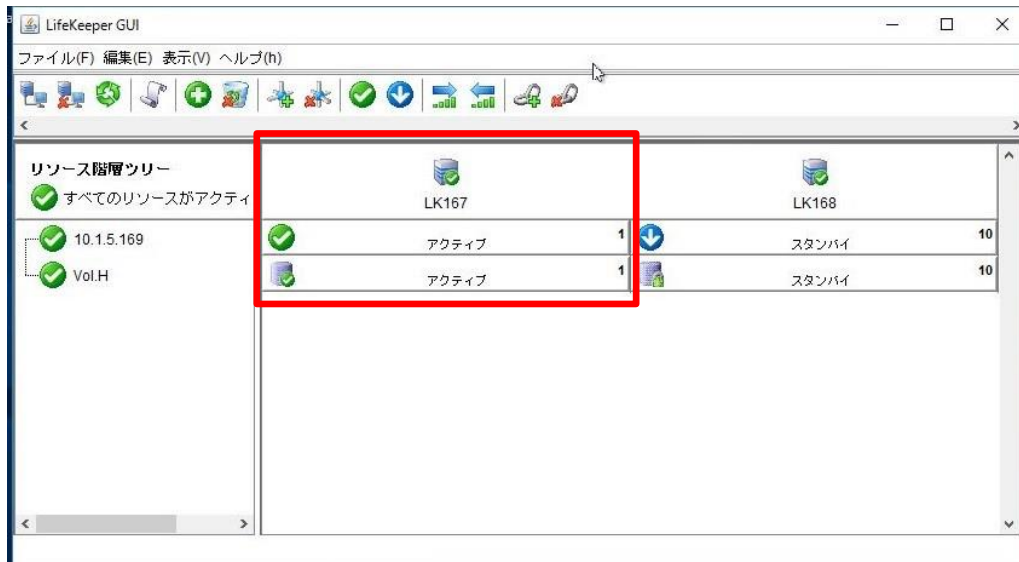 LifeKeeper GUI
ファイル(F) 編集(E) 表示(V) ヘルプ(h)
リソース階層ツリー
すべてのリソースがアクティ
LK167
LK168
10.1.5.169
アクティブ 1
スタンバイ 10
Vol.H
アクティブ 1
スタンバイ 10